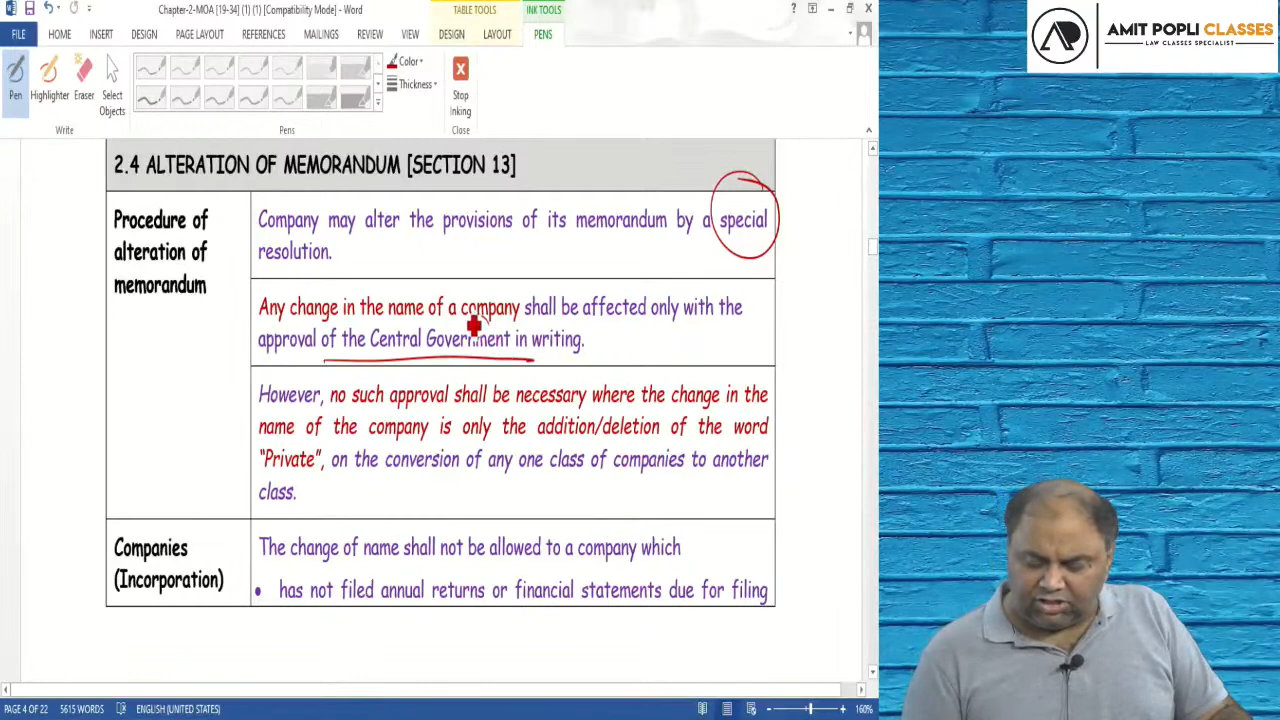 Chapter-2-MOA [19-34] (1) (1) [Compatibility Mode] - Word
TABLE TOOLS
INK TOOLS
FILE HOME INSERT DESIGN PAGE LAYOUT REFERENCES MAILINGS REVIEW VIEW DESIGN LAYOUT PENS
Pen Highlighter Eraser Select Objects
Color
Thickness
Stop Inking
Write Pens Close
AP
AMIT POPLI CLASSES
LAW CLASSES SPECIALIST
2.4 ALTERATION OF MEMORANDUM [SECTION 13]
Procedure of
alteration of
memorandum
Company may alter the provisions of its memorandum by a special
resolution.
Any change in the name of a company shall be affected only with the
approval of the Central Government in writing.
However, no such approval shall be necessary where the change in the
name of the company is only the addition/deletion of the word
“Private”, on the conversion of any one class of companies to another
class.
Companies
(Incorporation)
The change of name shall not be allowed to a company which
• has not filed annual returns or financial statements due for filing
PAGE 4 OF 22 5615 WORDS ENGLISH (UNITED STATES) 160%